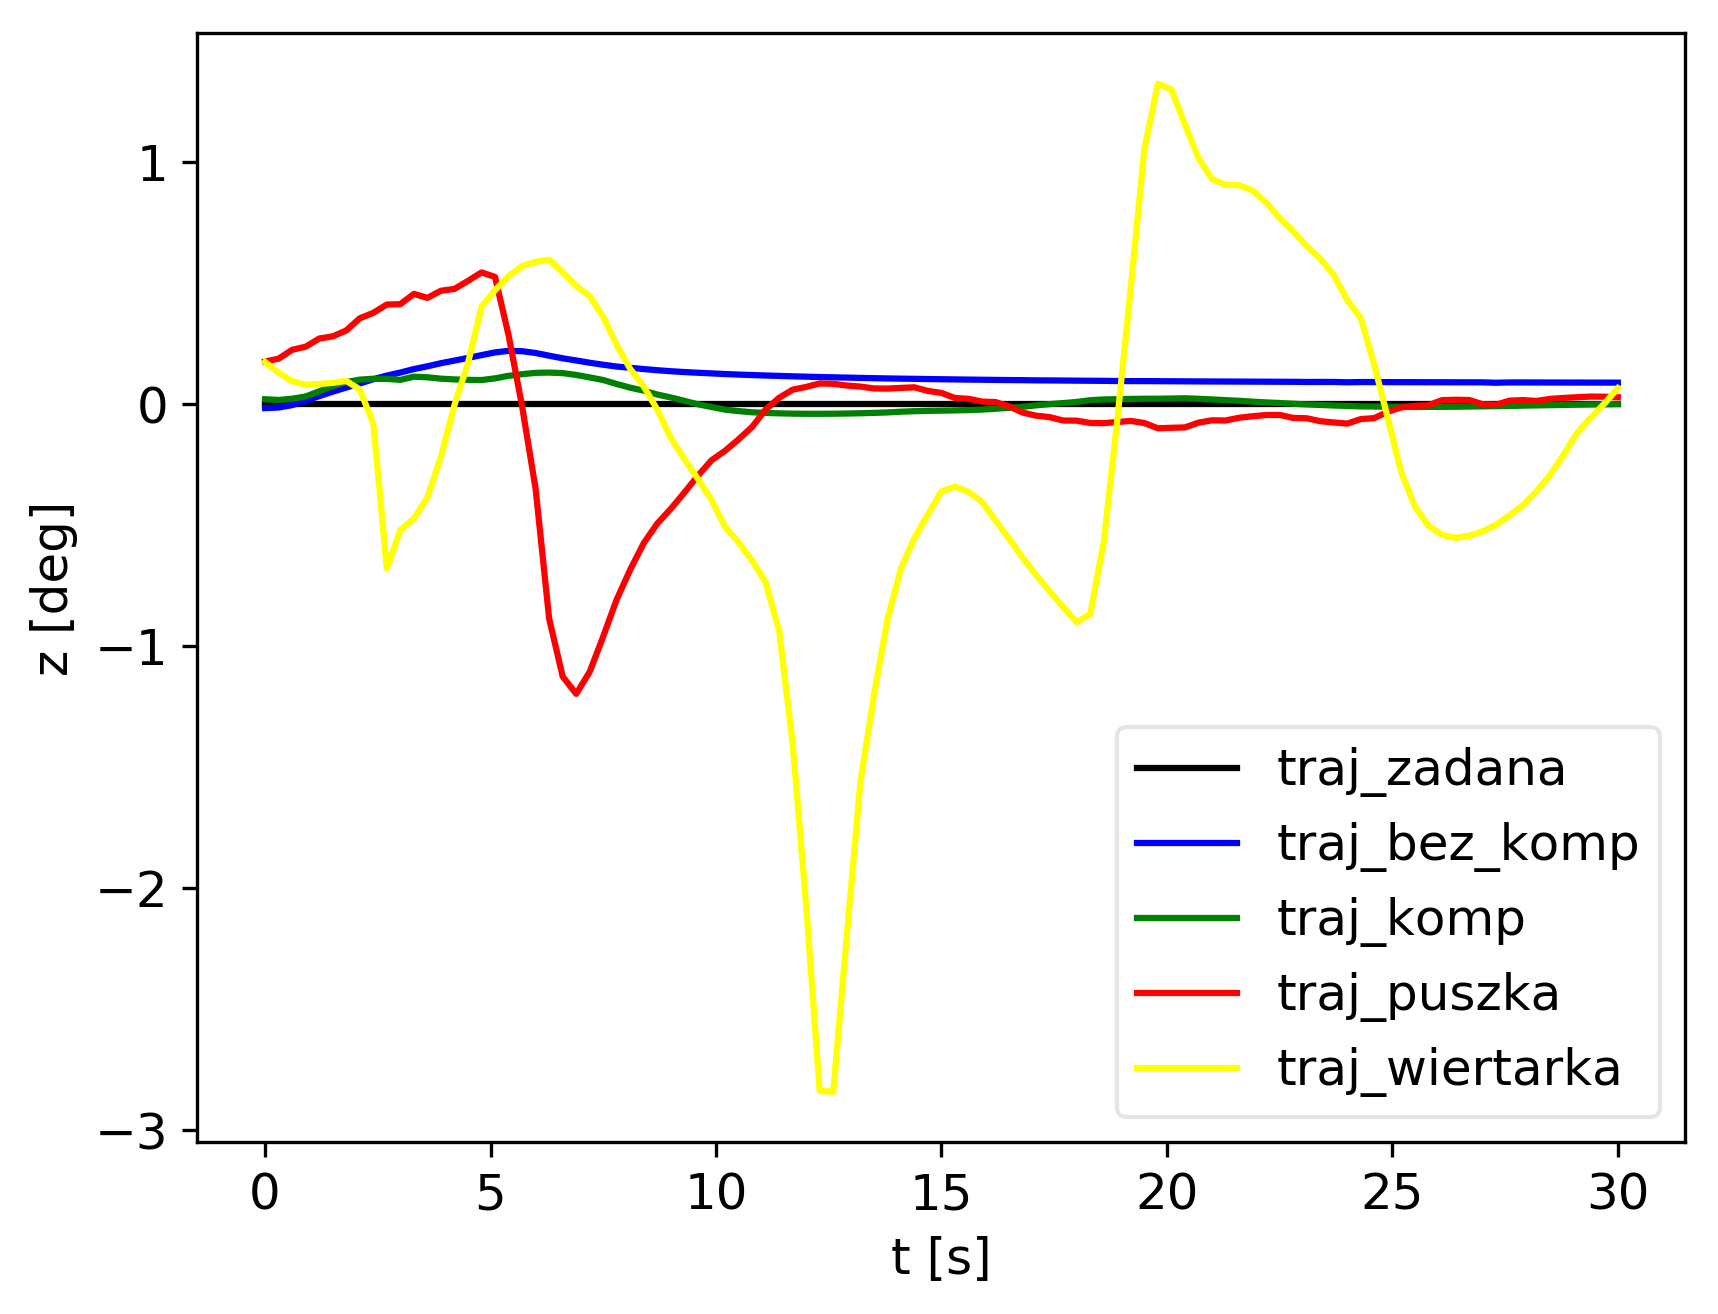 1
0
−1
−2
−3
z [deg]
traj_zadana
traj_bez_komp
traj_komp
traj_puszka
traj_wiertarka
0 5 10 15 20 25 30
t [s]